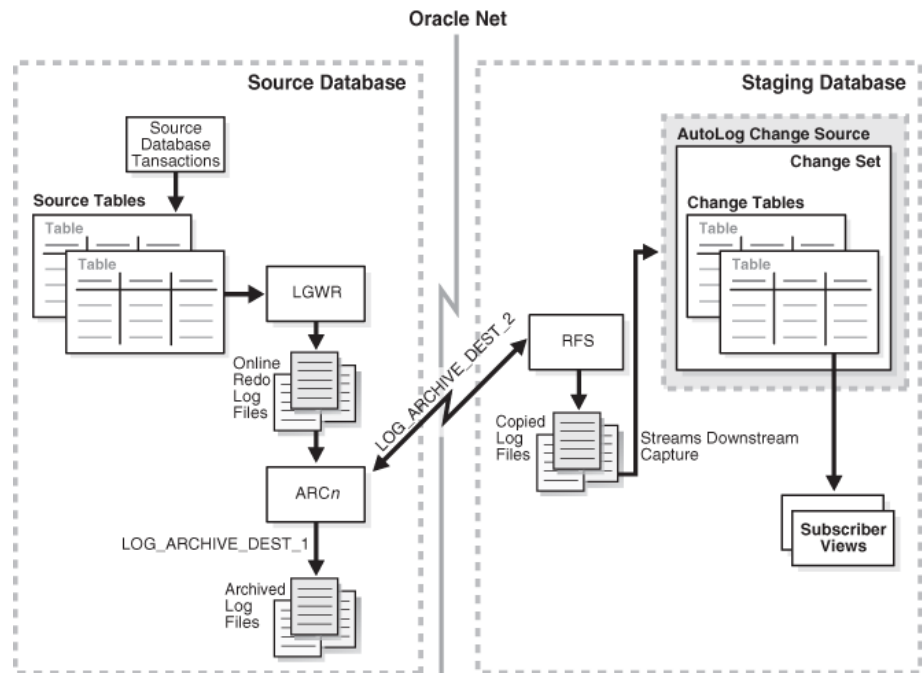 Oracle Net
Source Database
Source
Database
Tansactions
Source Tables
Table
Table
LGWR
Online
Redo
Log
Files
ARCn
LOG_ARCHIVE_DEST_1
Archived
Log
Files
LOG_ARCHIVE_DEST_2
Staging Database
AutoLog Change Source
Change Set
Change Tables
Table
Table
RFS
Copied
Log
Files
Streams Downstream
Capture
Subscriber
Views